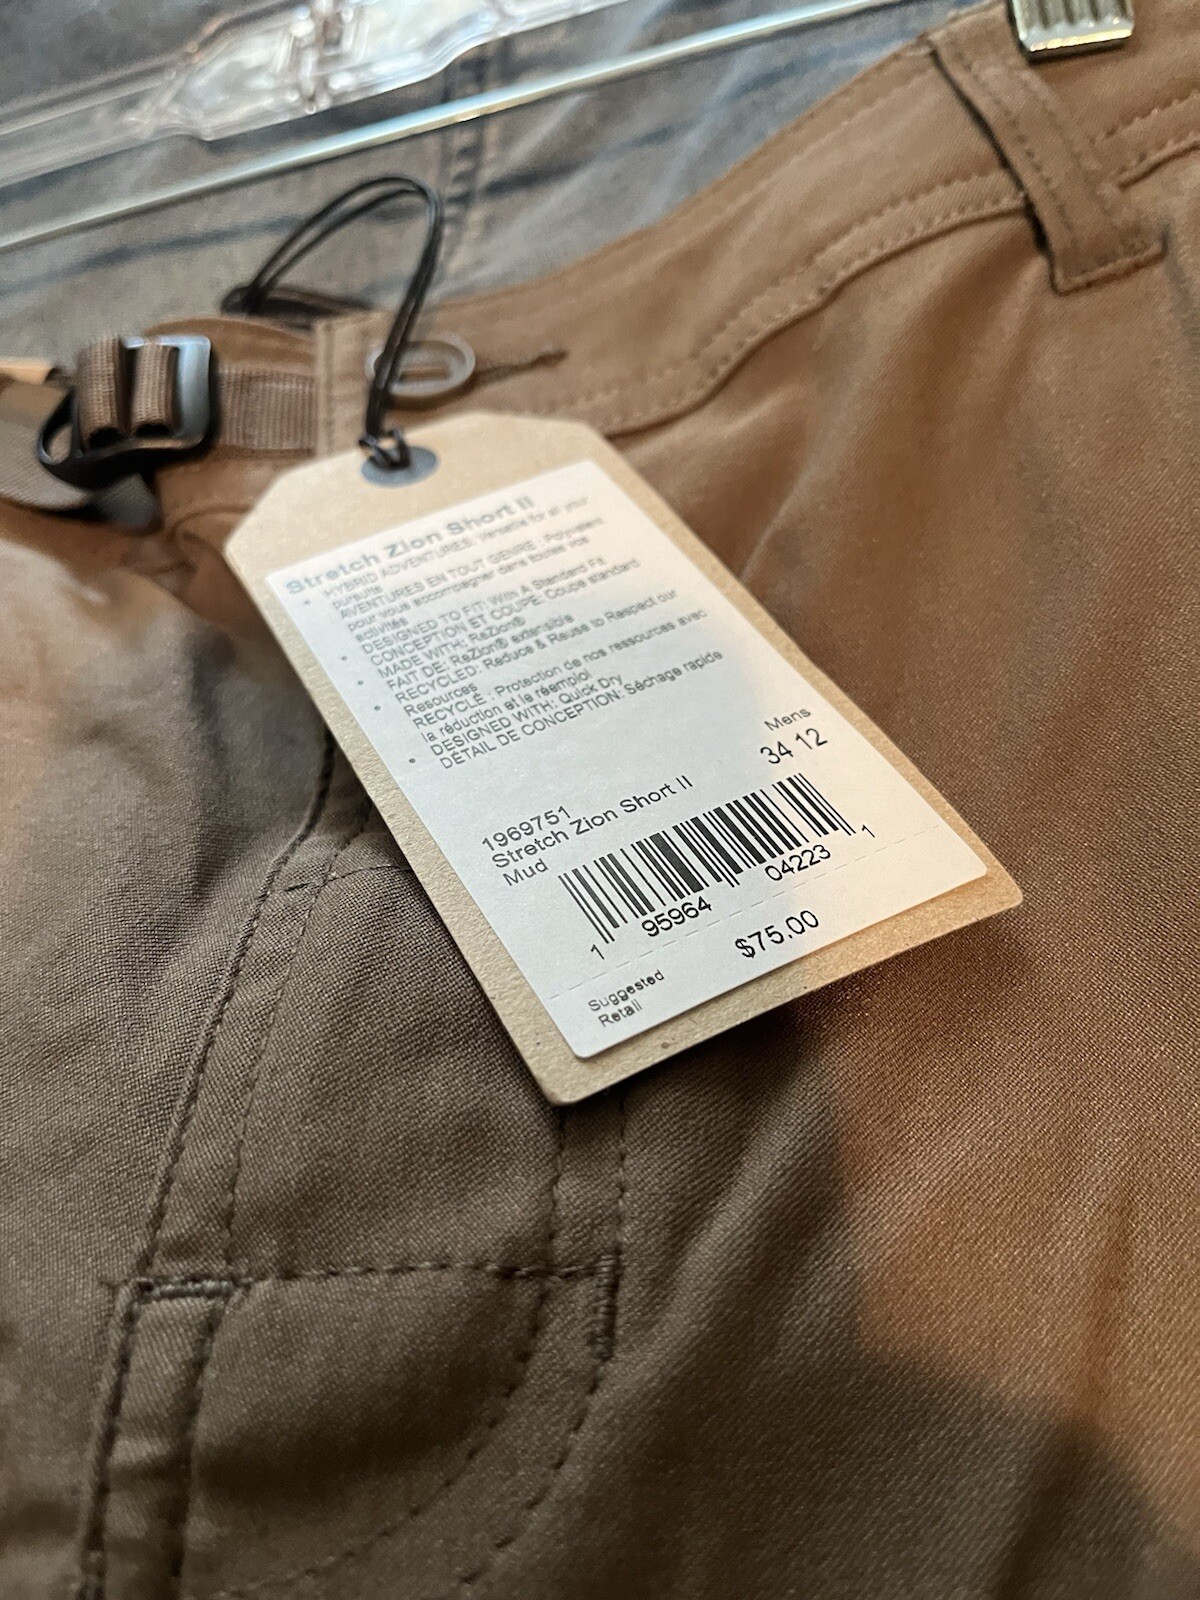 Stretch Zion Short II
• HYBRID ADVENTURES: Versatile for all your
pursuits
AVENTURES EN TOUT GENRE : Polyvalent
pour vous accompagner dans toutes vos
activités
• DESIGNED TO FIT: With A Standard Fit
CONCEPTION ET COUPE: Coupe standard
• MADE WITH: ReZion®
FAIT DE: ReZion® extensible
• RECYCLED: Reduce & Reuse to Respect our
Resources
RECYCLÉ : Protection de nos ressources avec
la réduction et le réemploi
• DESIGNED WITH: Quick Dry
DÉTAIL DE CONCEPTION: Séchage rapide
Mens
34 12
1969751
Stretch Zion Short II
Mud
1 95964 04223 1
Suggested
Retail
$75.00